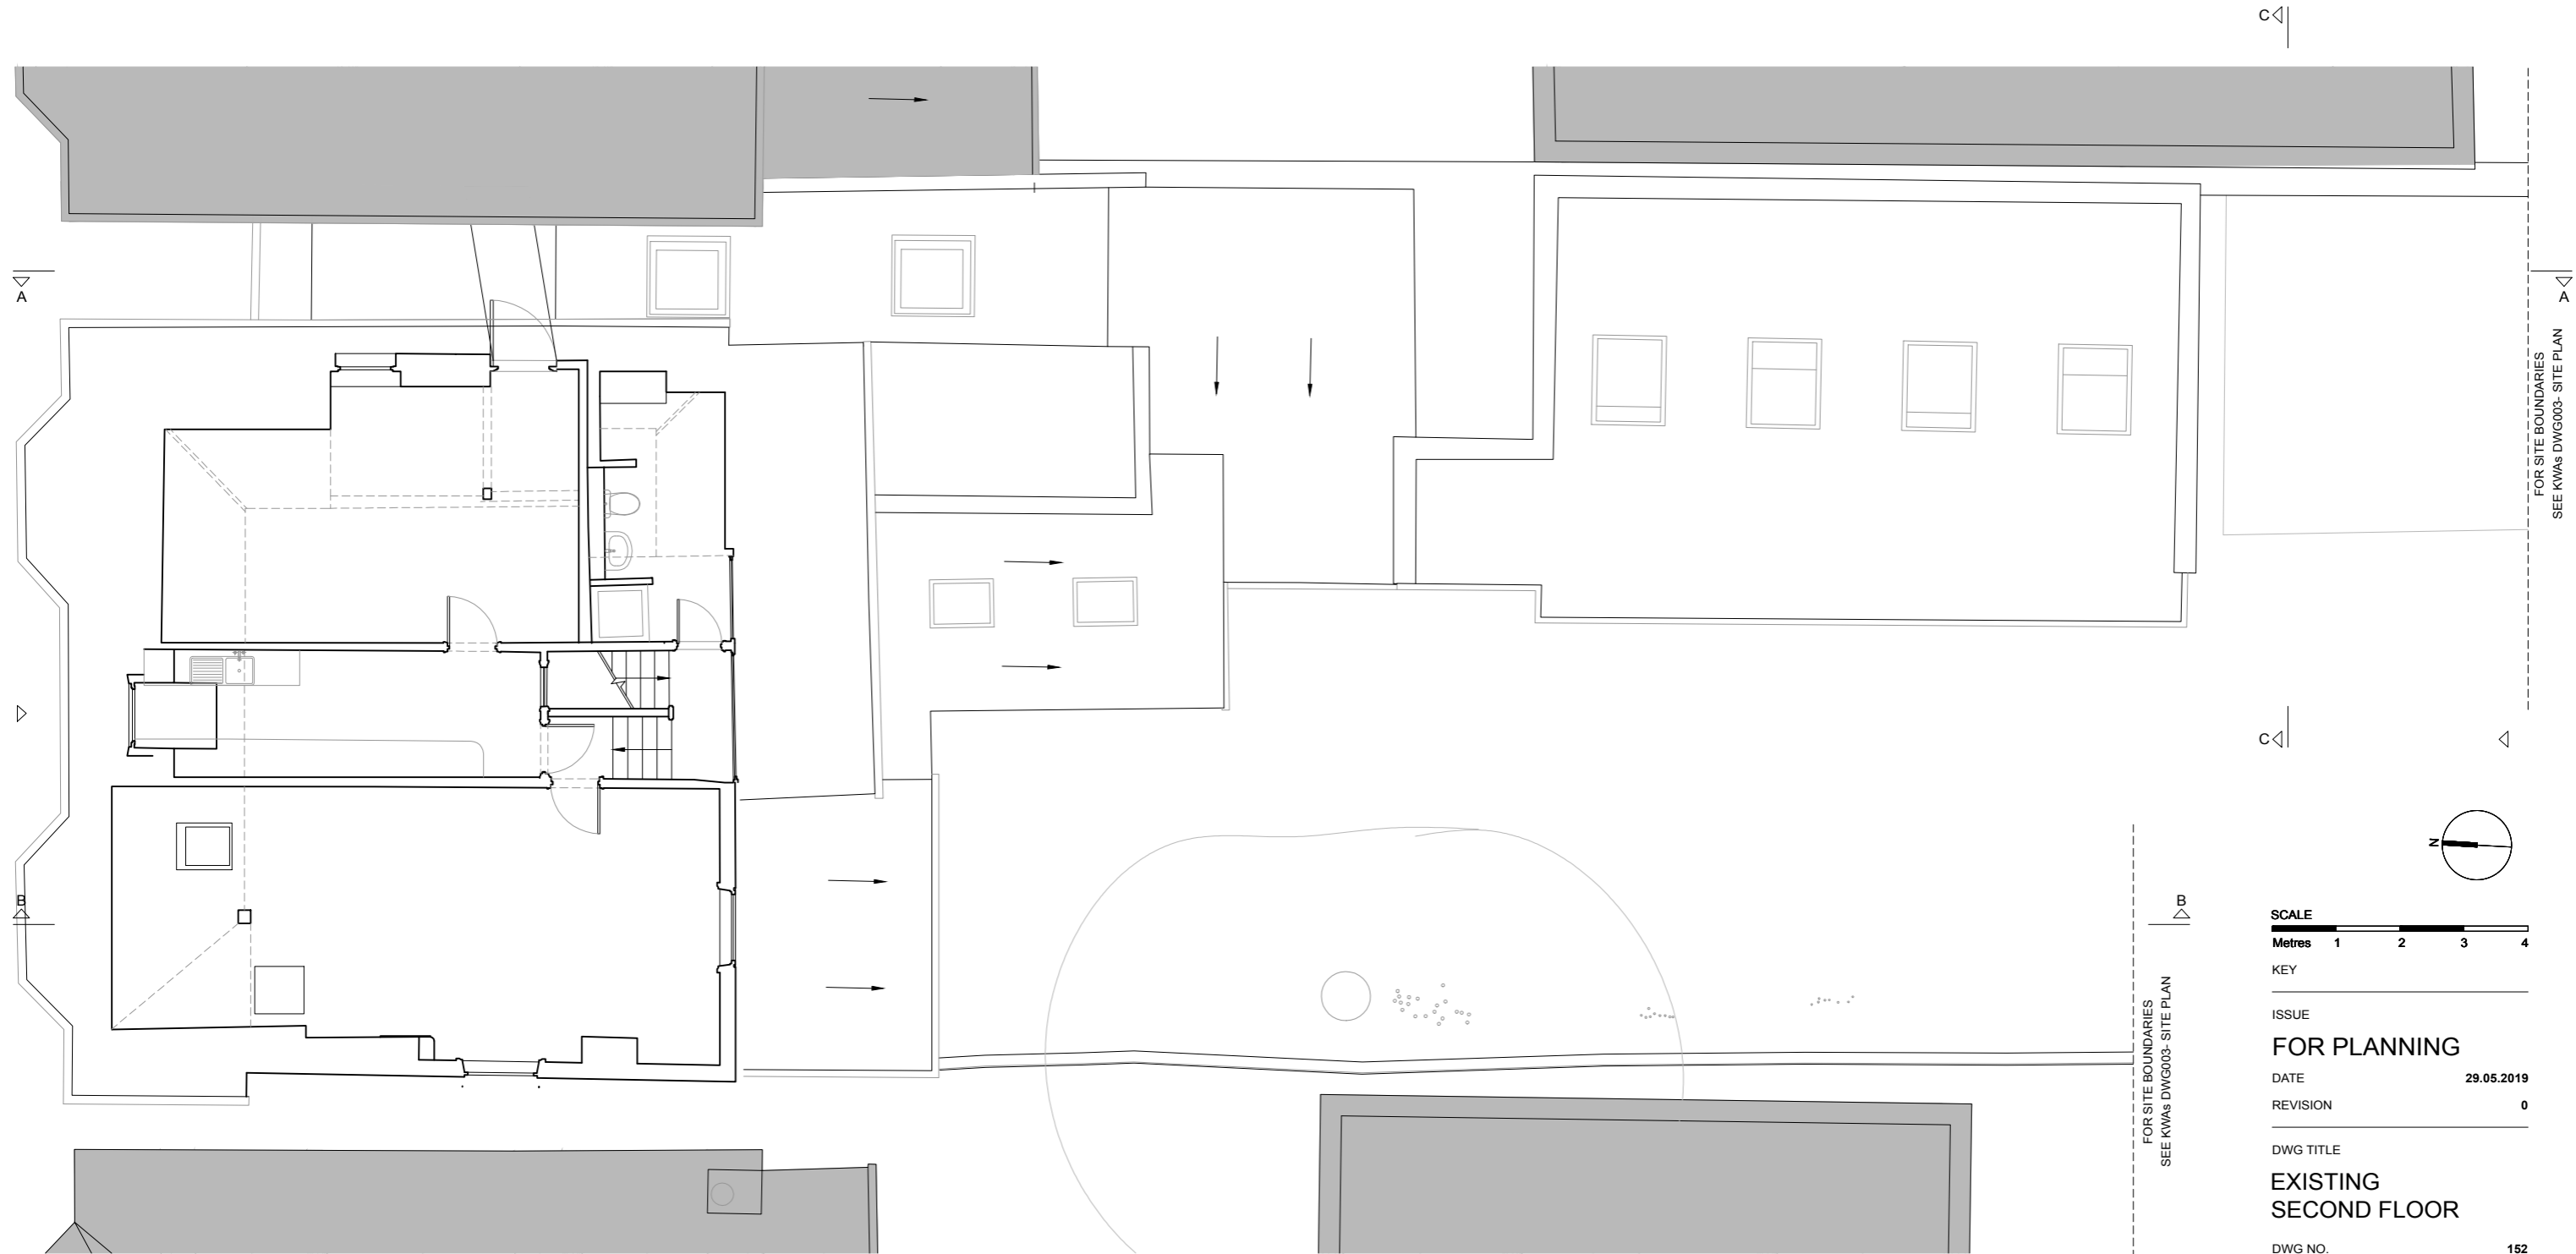 C
A
A
FOR SITE BOUNDARIES
SEE KWAs DWG003- SITE PLAN
C
N
B
B
SCALE
Metres 1 2 3 4
KEY
FOR SITE BOUNDARIES
SEE KWAs DWG003- SITE PLAN
ISSUE
FOR PLANNING
DATE 29.05.2019
REVISION 0
DWG TITLE
EXISTING
SECOND FLOOR
DWG NO. 152